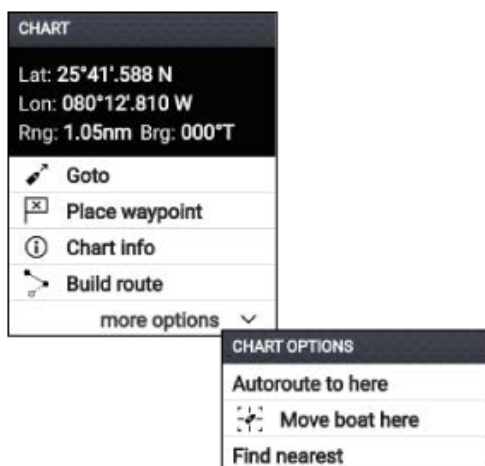 CHART
Lat: 25°41'.588 N
Lon: 080°12'.810 W
Rng: 1.05nm Brg: 000°T
Goto
Place waypoint
Chart info
Build route
more options
CHART OPTIONS
Autoroute to here
Move boat here
Find nearest